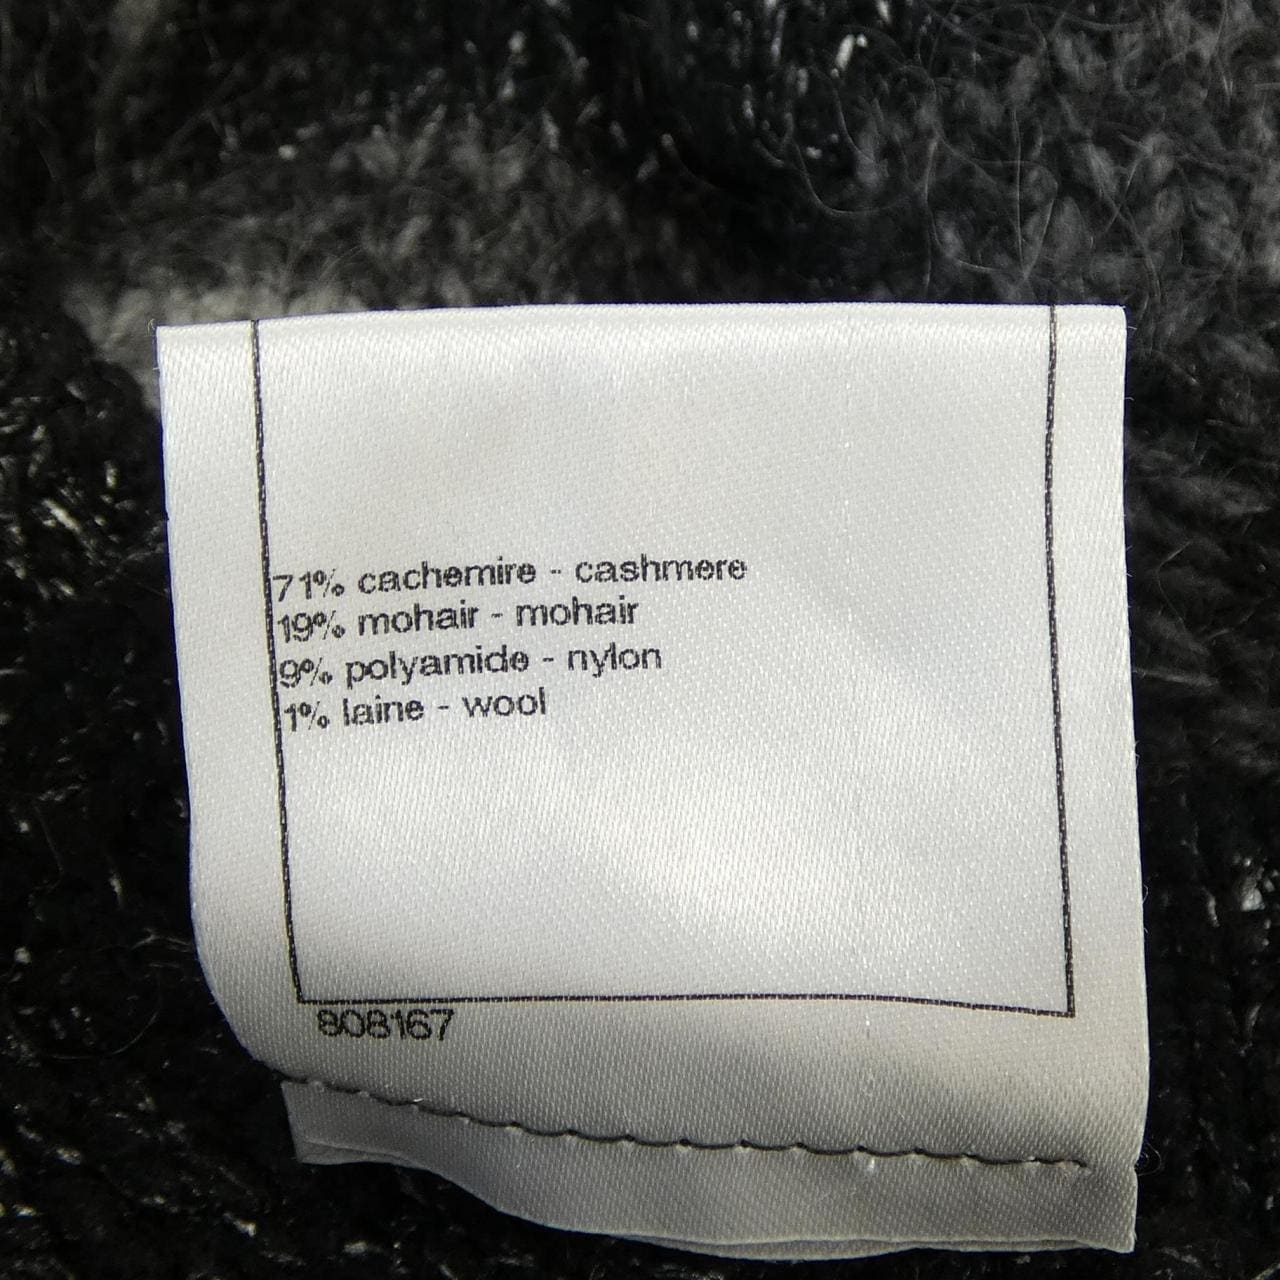 71% cachemire - cashmere
19% mohair - mohair
9% polyamide - nylon
1% laine - wool
808167